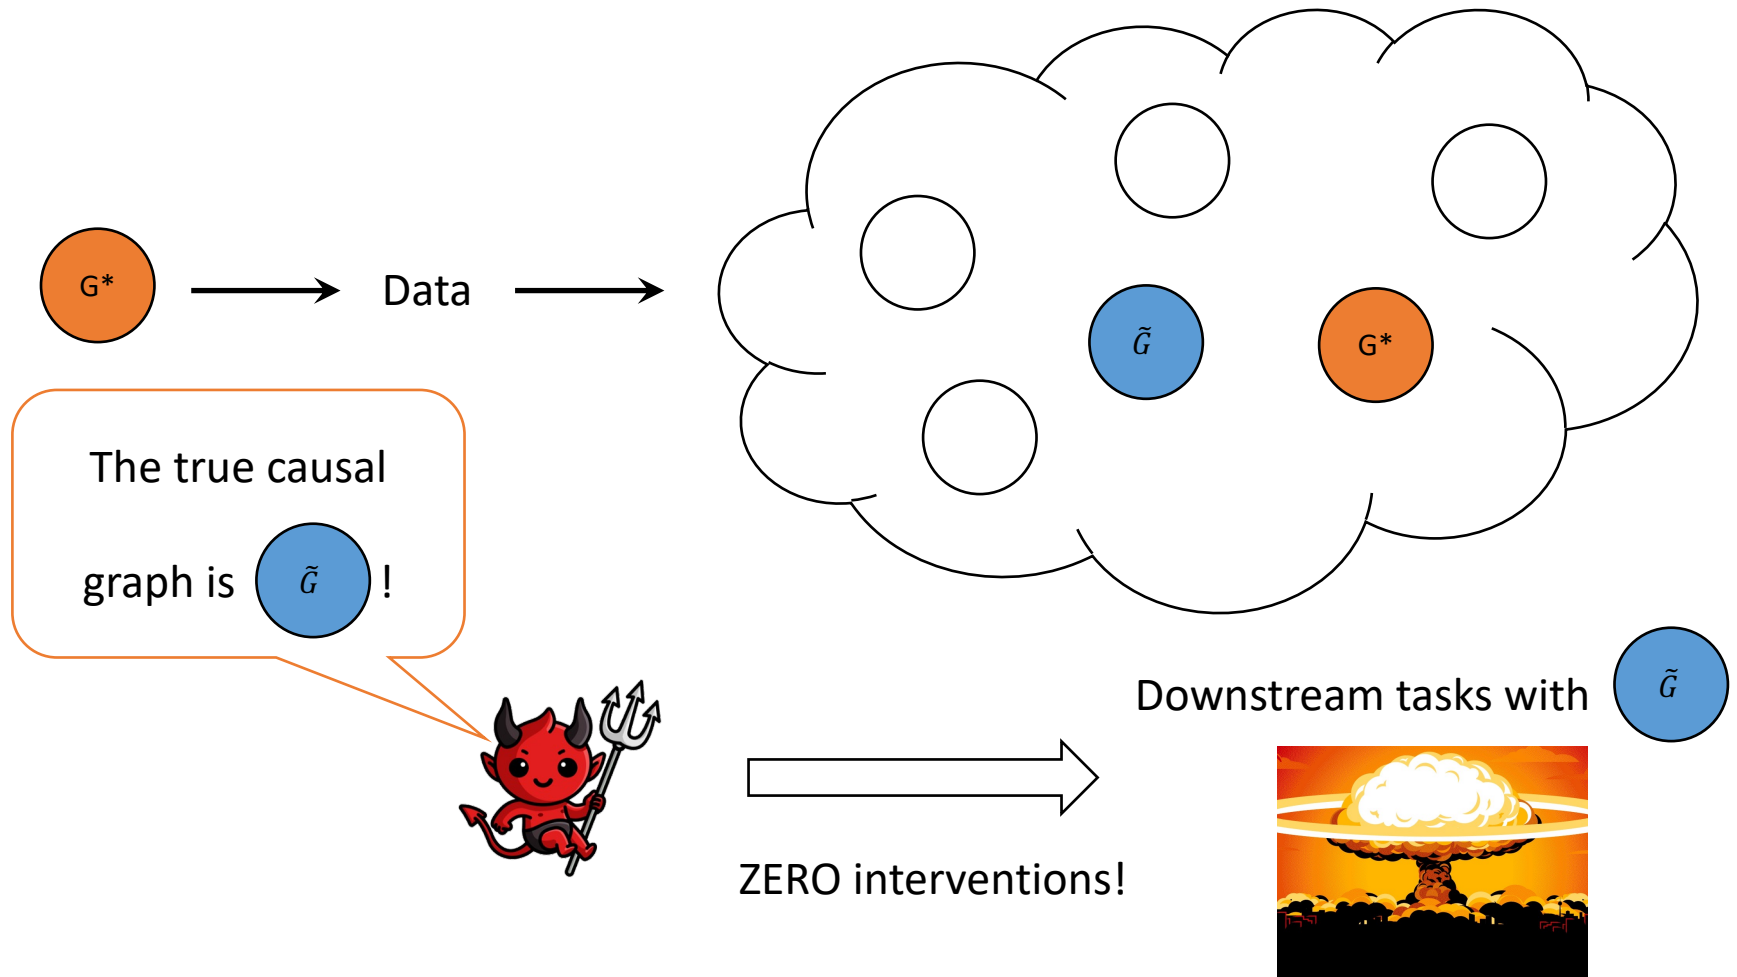 G*
Data
G̃
G*
The true causal
graph is G̃ !
Downstream tasks with G̃
ZERO interventions!